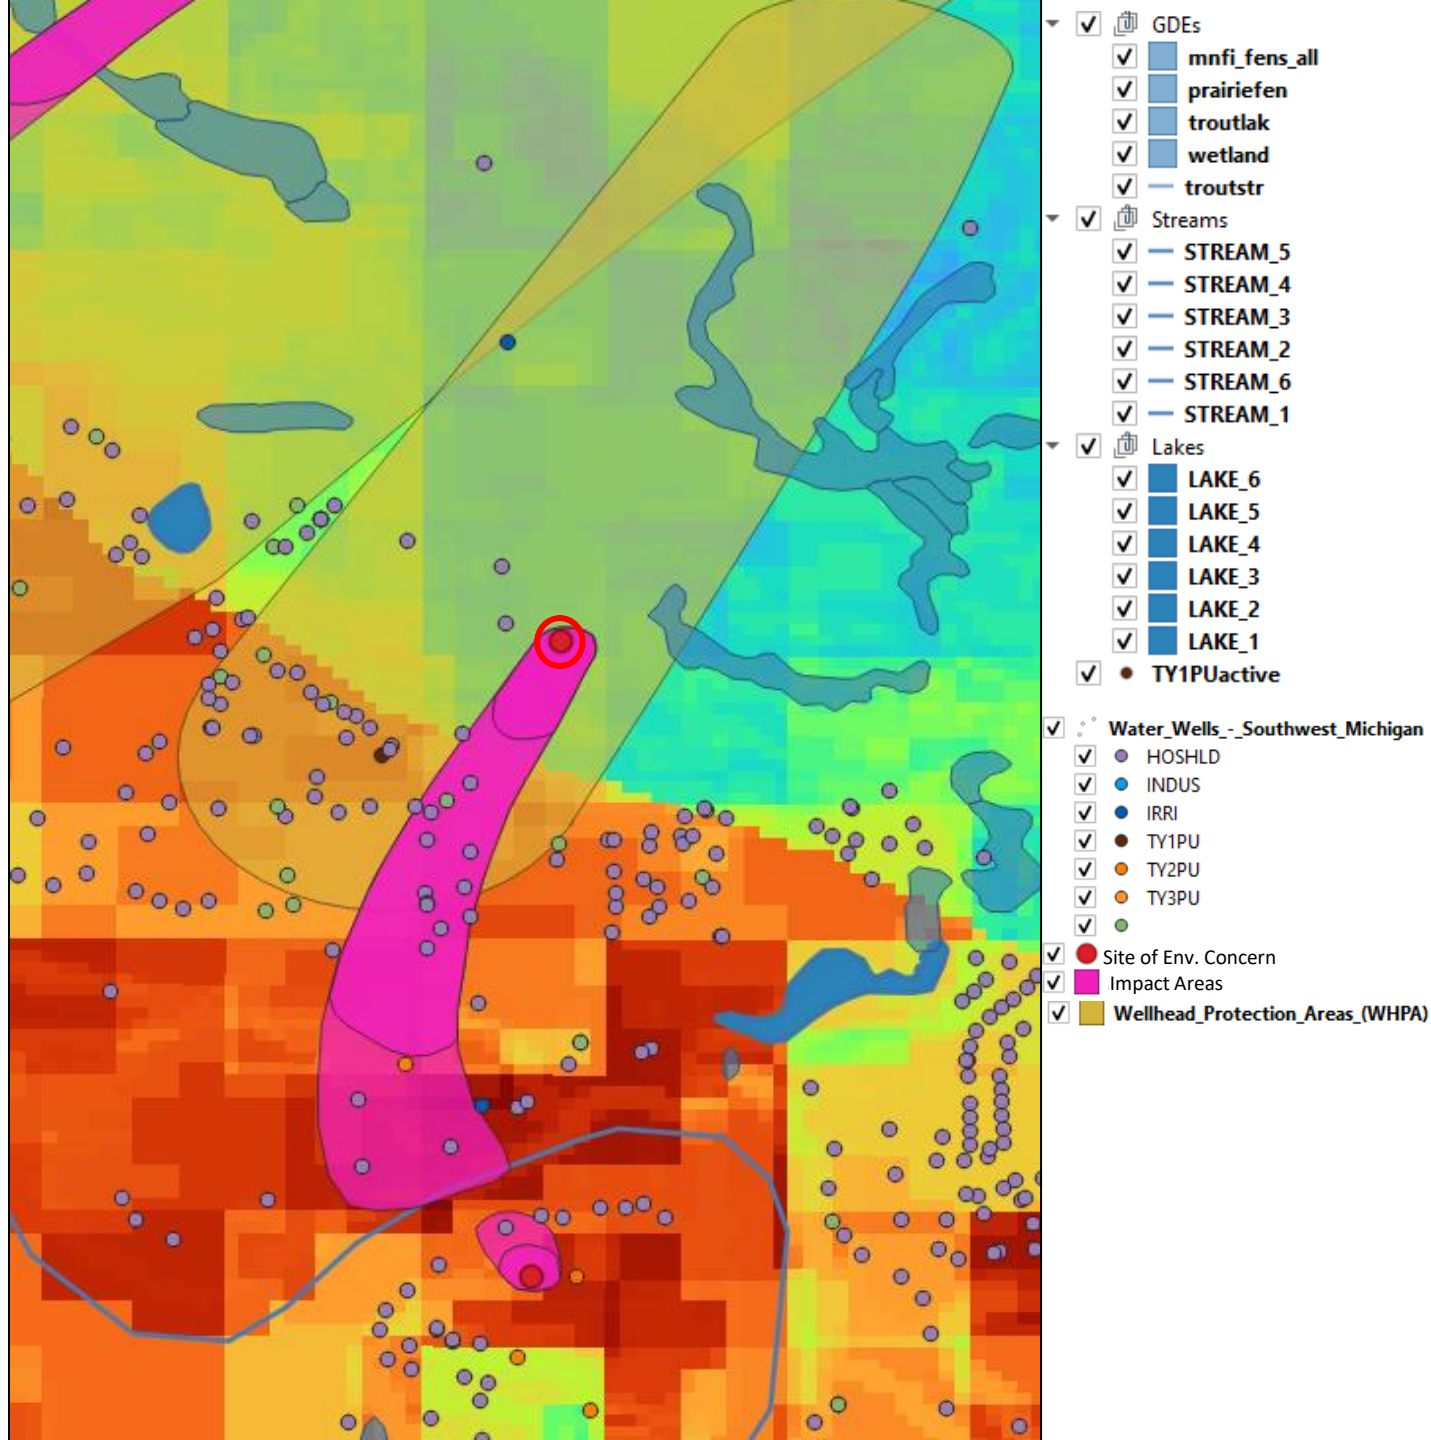 GDEs
mnfi_fens_all
prairiefen
troutlak
wetland
troutstr
Streams
STREAM_5
STREAM_4
STREAM_3
STREAM_2
STREAM_6
STREAM_1
Lakes
LAKE_6
LAKE_5
LAKE_4
LAKE_3
LAKE_2
LAKE_1
TY1PUactive
Water_Wells_-_Southwest_Michigan
HOSHLD
INDUS
IRRI
TY1PU
TY2PU
TY3PU
Site of Env. Concern
Impact Areas
Wellhead_Protection_Areas_(WHPA)